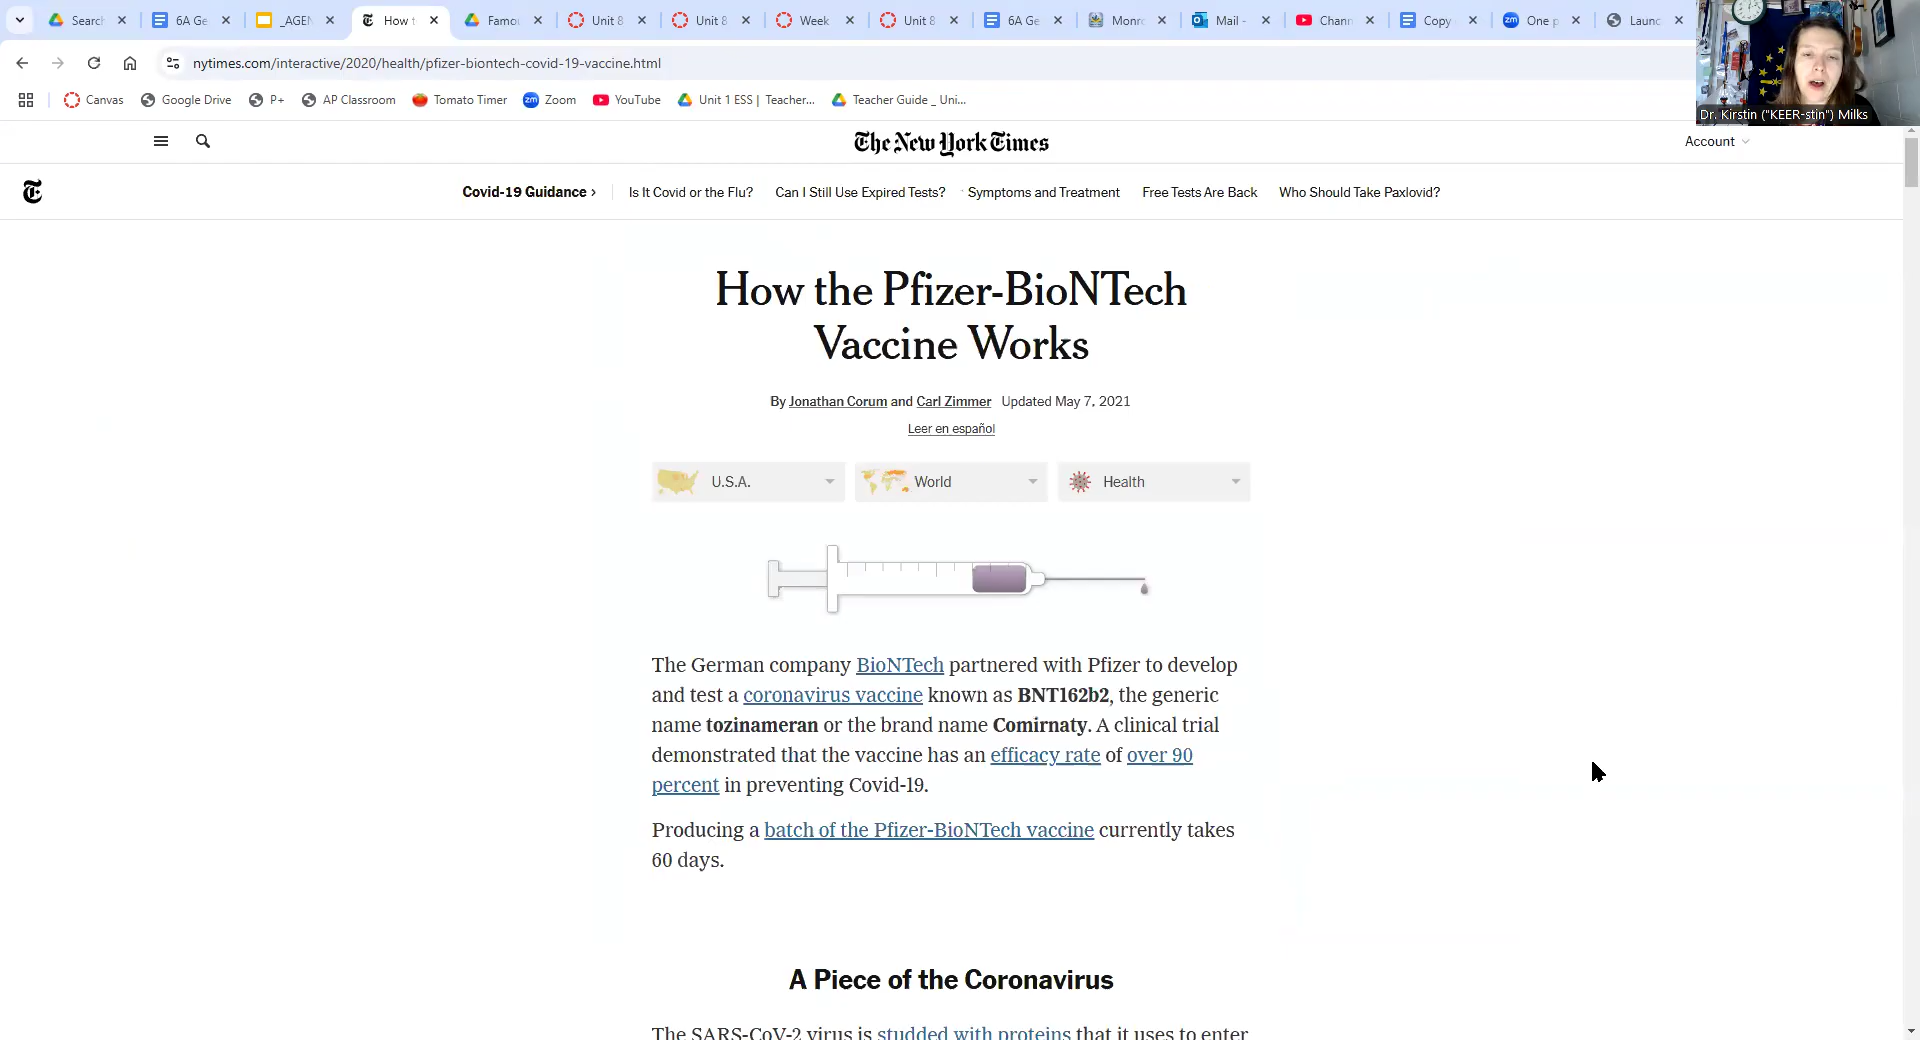 Search
6A Ge
_AGEN
How t
Famo
Unit 8
Unit 8
Week
Unit 8
6A Ge
Monr
Mail -
Chann
Copy
One p
Launc
nytimes.com/interactive/2020/health/pfizer-biontech-covid-19-vaccine.html
Canvas
Google Drive
P+
AP Classroom
Tomato Timer
zm Zoom
YouTube
Unit 1 ESS | Teacher...
Teacher Guide _ Uni...
Dr. Kirstin ("KEER-stin") Milks
The New York Times
Account
T
Covid-19 Guidance ›
Is It Covid or the Flu?
Can I Still Use Expired Tests?
Symptoms and Treatment
Free Tests Are Back
Who Should Take Paxlovid?
How the Pfizer-BioNTech
Vaccine Works
By Jonathan Corum and Carl Zimmer Updated May 7, 2021
Leer en español
U.S.A.
World
Health
The German company BioNTech partnered with Pfizer to develop
and test a coronavirus vaccine known as BNT162b2, the generic
name tozinameran or the brand name Comirnaty. A clinical trial
demonstrated that the vaccine has an efficacy rate of over 90
percent in preventing Covid-19.
Producing a batch of the Pfizer-BioNTech vaccine currently takes
60 days.
A Piece of the Coronavirus
The SARS-CoV-2 virus is studded with proteins that it uses to enter